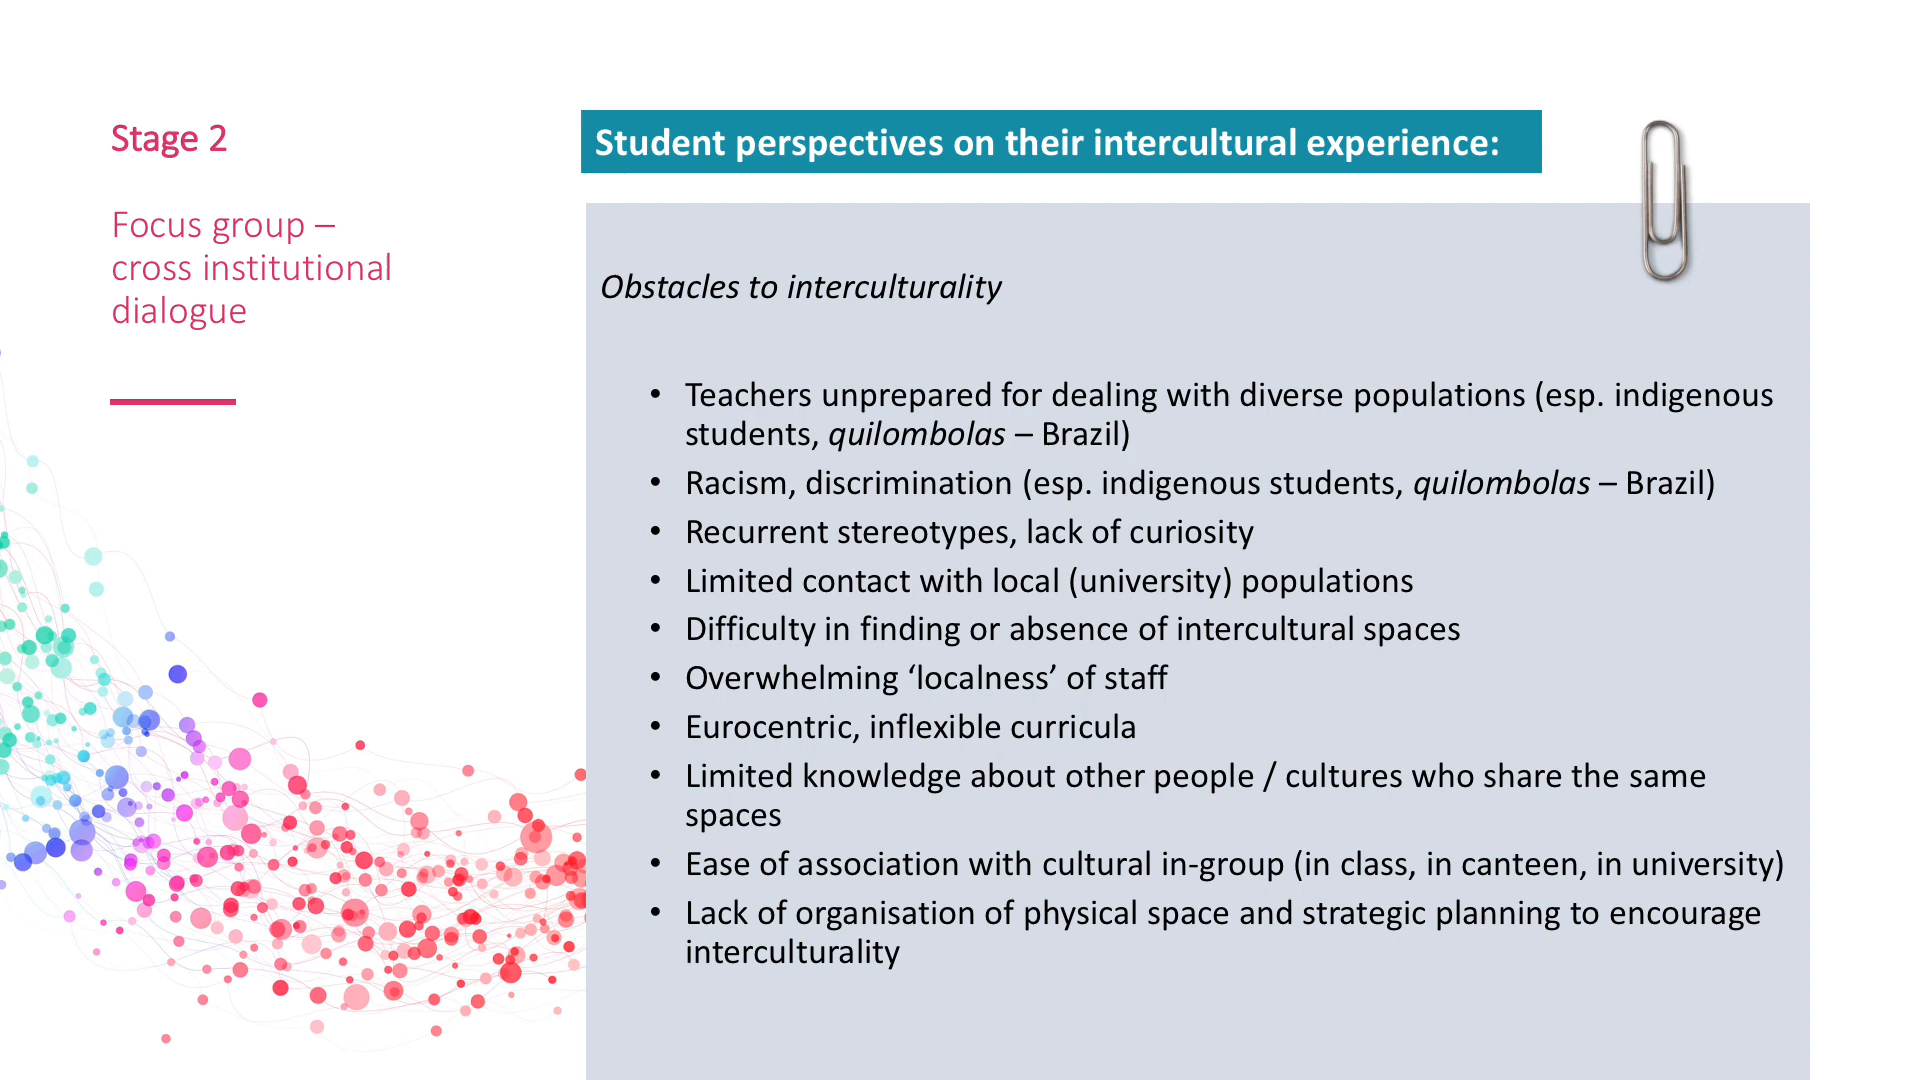 Stage 2
Focus group –
cross institutional
dialogue
Student perspectives on their intercultural experience:
Obstacles to interculturality
• Teachers unprepared for dealing with diverse populations (esp. indigenous
students, quilombolas – Brazil)
• Racism, discrimination (esp. indigenous students, quilombolas – Brazil)
• Recurrent stereotypes, lack of curiosity
• Limited contact with local (university) populations
• Difficulty in finding or absence of intercultural spaces
• Overwhelming ‘localness’ of staff
• Eurocentric, inflexible curricula
• Limited knowledge about other people / cultures who share the same
spaces
• Ease of association with cultural in-group (in class, in canteen, in university)
• Lack of organisation of physical space and strategic planning to encourage
interculturality